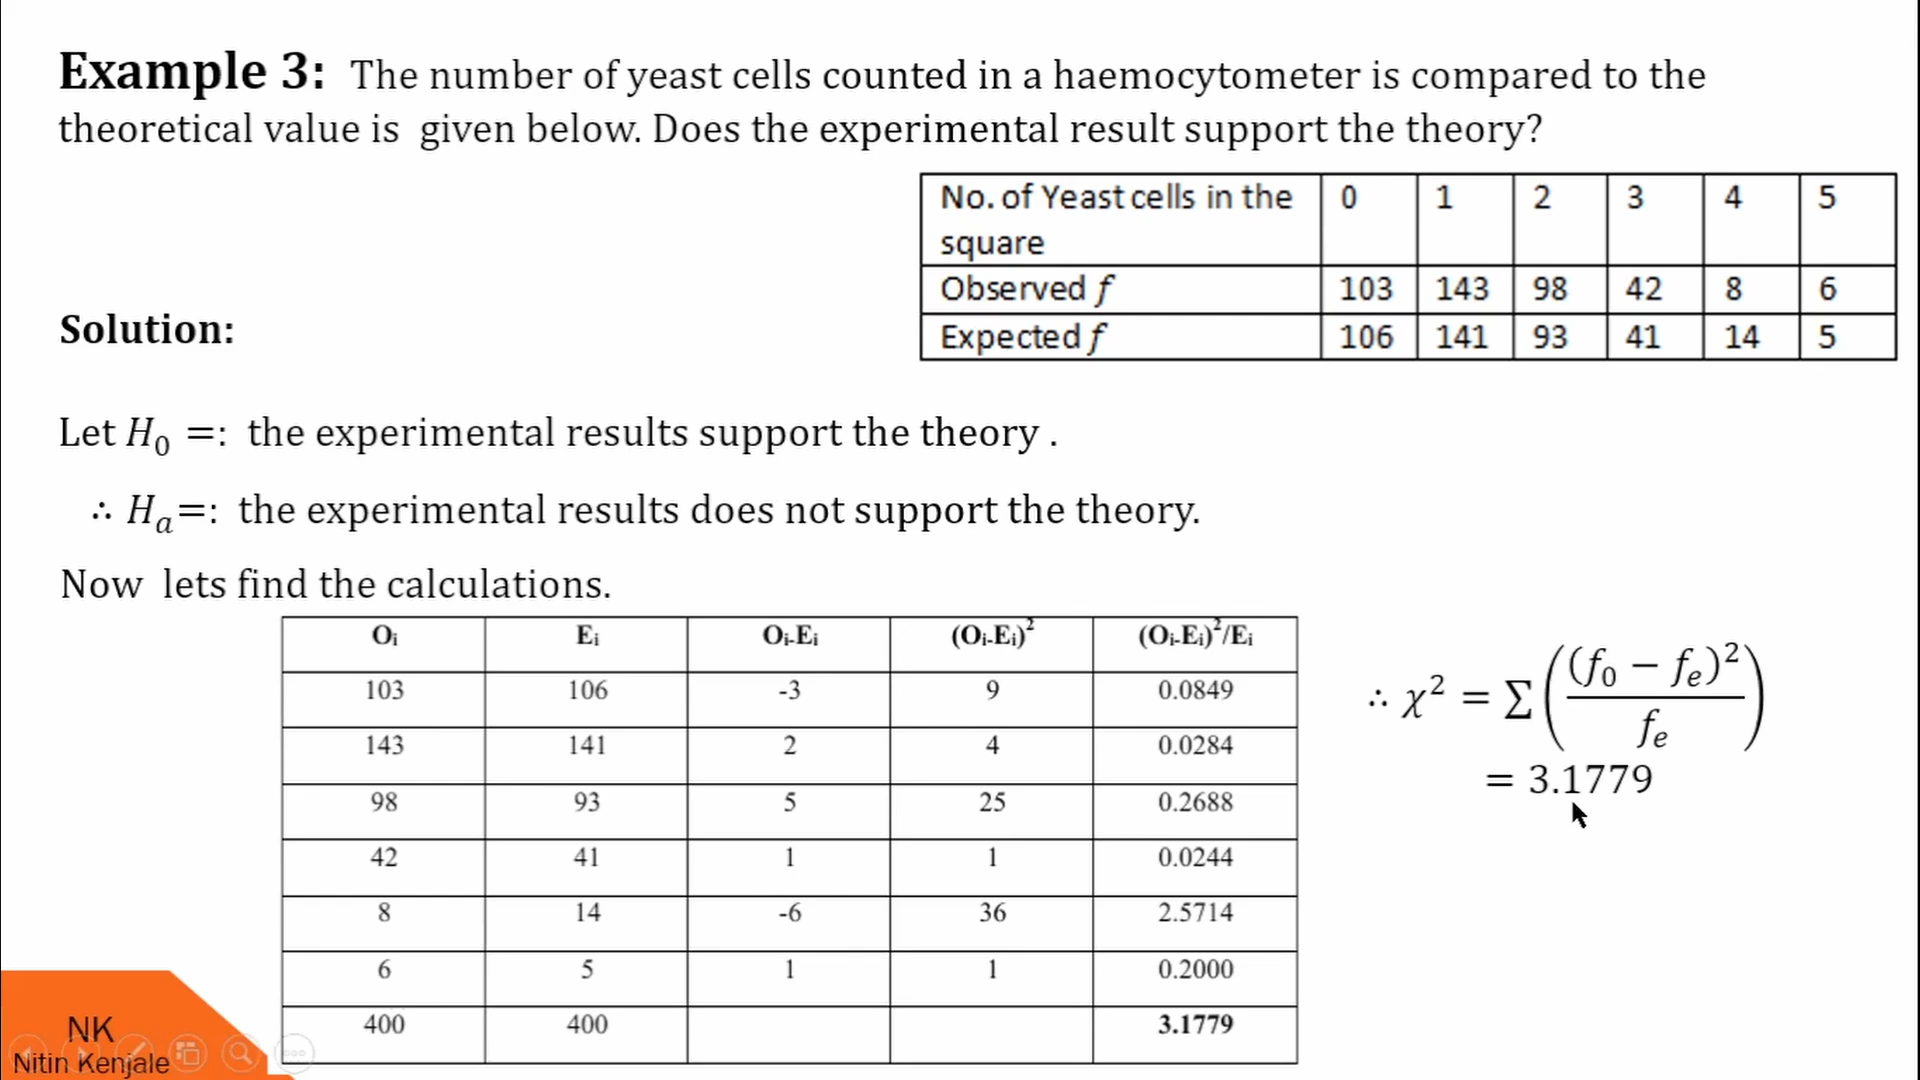 Example 3: The number of yeast cells counted in a haemocytometer is compared to the
theoretical value is given below. Does the experimental result support the theory?
No. of Yeast cells in the square 0 1 2 3 4 5
Observed f 103 143 98 42 8 6
Expected f 106 141 93 41 14 5
Solution:
Let H₀ =: the experimental results support the theory .
∴ Hₐ=: the experimental results does not support the theory.
Now lets find the calculations.
Oᵢ Eᵢ Oᵢ-Eᵢ (Oᵢ-Eᵢ)² (Oᵢ-Eᵢ)²/Eᵢ
103 106 -3 9 0.0849
143 141 2 4 0.0284
98 93 5 25 0.2688
42 41 1 1 0.0244
8 14 -6 36 2.5714
6 5 1 1 0.2000
400 400 3.1779
∴ χ² = Σ((f₀ − fₑ)²/fₑ)
= 3.1779
NK
Nitin Kenjale